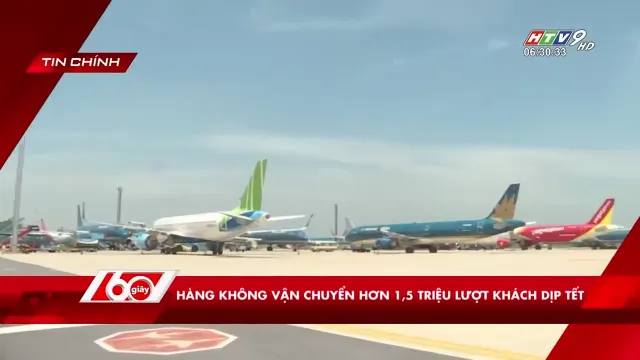 TIN CHÍNH
HTV9 HD
06:30:33
60 giây
HÀNG KHÔNG VẬN CHUYỂN HƠN 1,5 TRIỆU LƯỢT KHÁCH DỊP TẾT